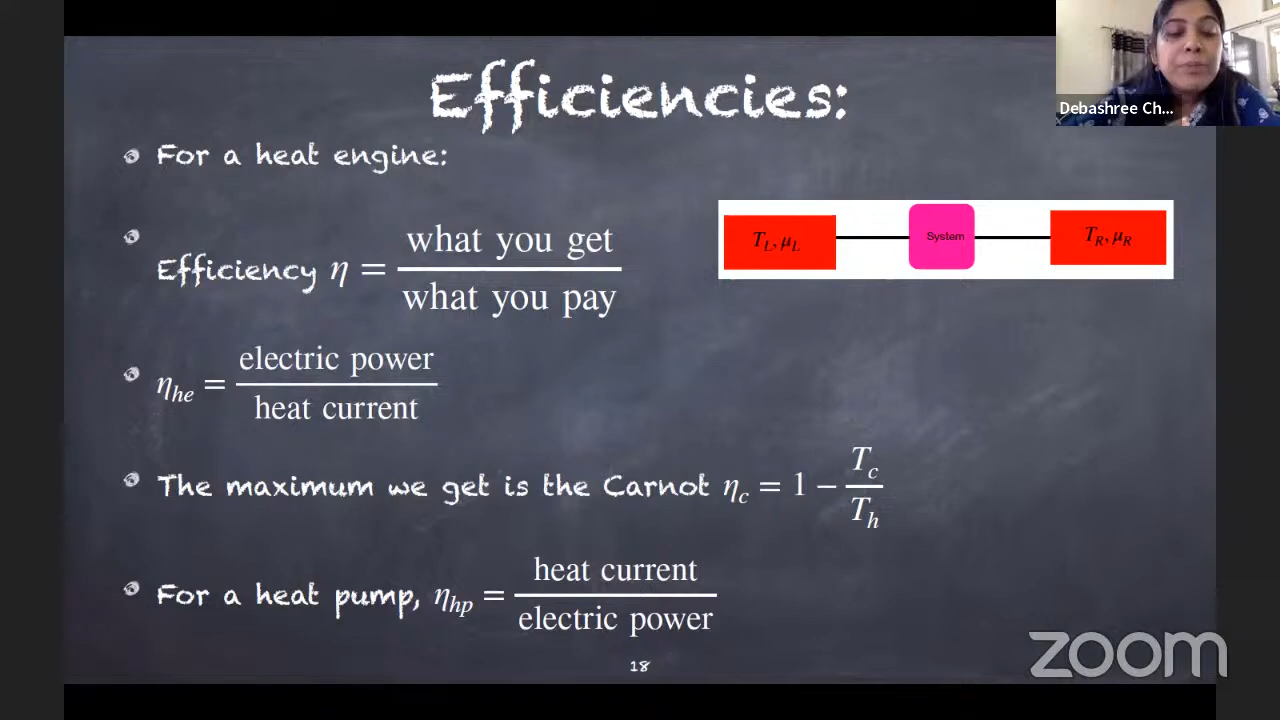 Efficiencies:
For a heat engine:
Efficiency η = what you get / what you pay
η_he = electric power / heat current
The maximum we get is the Carnot η_c = 1 − T_c / T_h
For a heat pump, η_hp = heat current / electric power
T_L, μ_L
System
T_R, μ_R
18
Debashree Ch...
zoom